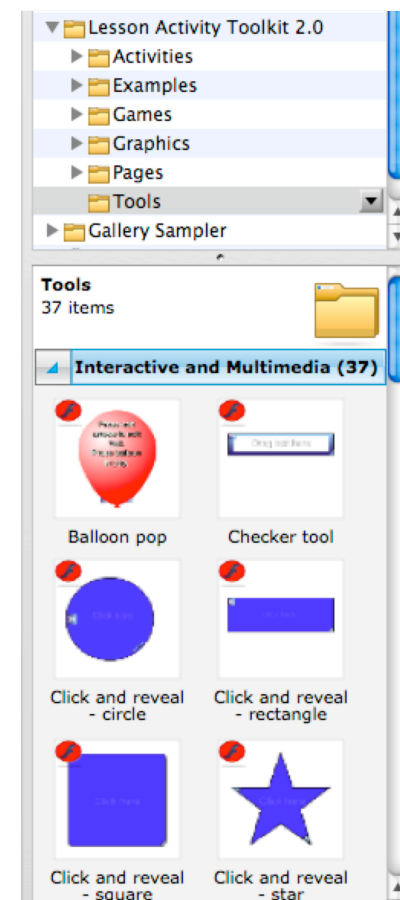 Lesson Activity Toolkit 2.0
Activities
Examples
Games
Graphics
Pages
Tools
Gallery Sampler
Tools
37 items
Interactive and Multimedia (37)
Balloon pop
Checker tool
Click and reveal
- circle
Click and reveal
- rectangle
Click and reveal
- square
Click and reveal
- star